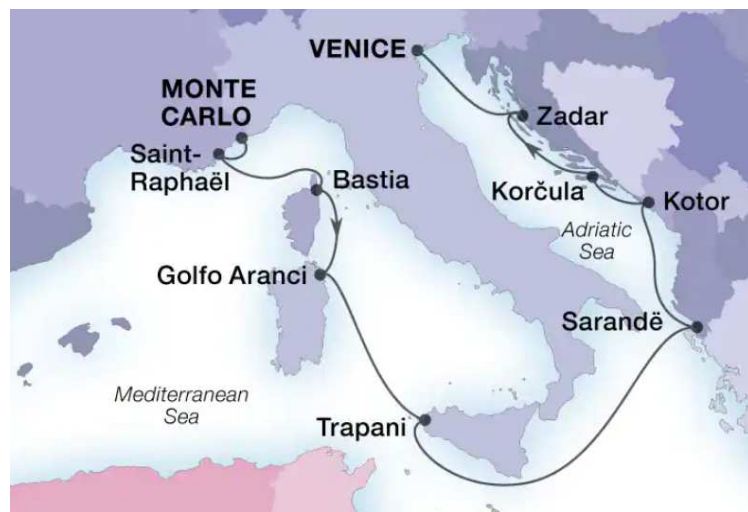 VENICE
MONTE
CARLO
Zadar
Saint-
Raphaël
Bastia
Korčula
Kotor
Adriatic
Sea
Golfo Aranci
Sarandë
Mediterranean
Sea
Trapani